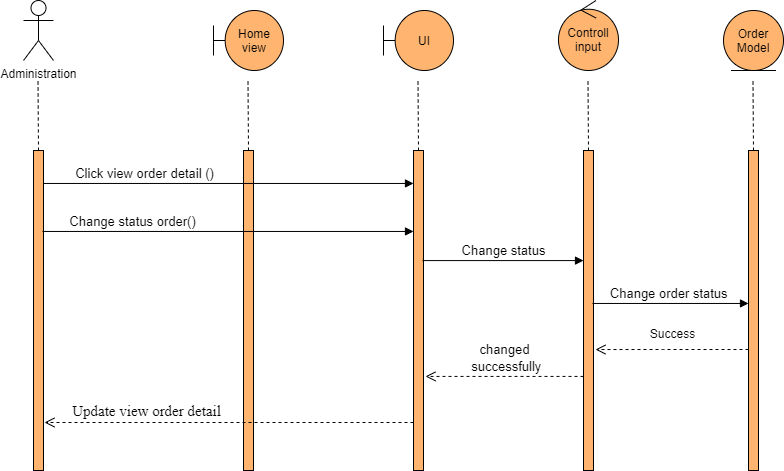 Administration
Home
view
UI
Controll
input
Order
Model
Click view order detail ()
Change status order()
Change status
Change order status
Success
changed
successfully
Update view order detail